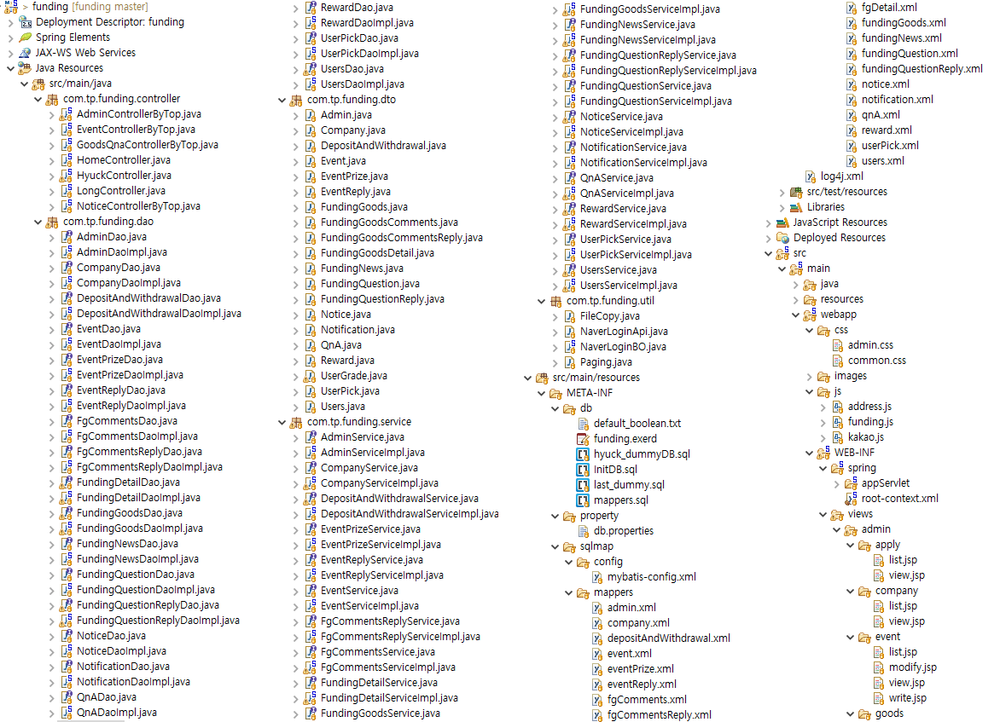 funding [funding master]
Deployment Descriptor: funding
Spring Elements
JAX-WS Web Services
Java Resources
src/main/java
com.tp.funding.controller
AdminControllerByTop.java
EventControllerByTop.java
GoodsQnaControllerByTop.java
HomeController.java
HyuckController.java
LongController.java
NoticeControllerByTop.java
com.tp.funding.dao
AdminDao.java
AdminDaoImpl.java
CompanyDao.java
CompanyDaoImpl.java
DepositAndWithdrawalDao.java
DepositAndWithdrawalDaoImpl.java
EventDao.java
EventDaoImpl.java
EventPrizeDao.java
EventPrizeDaoImpl.java
EventReplyDao.java
EventReplyDaoImpl.java
FgCommentsDao.java
FgCommentsDaoImpl.java
FgCommentsReplyDao.java
FgCommentsReplyDaoImpl.java
FundingDetailDao.java
FundingDetailDaoImpl.java
FundingGoodsDao.java
FundingGoodsDaoImpl.java
FundingNewsDao.java
FundingNewsDaoImpl.java
FundingQuestionDao.java
FundingQuestionDaoImpl.java
FundingQuestionReplyDao.java
FundingQuestionReplyDaoImpl.java
NoticeDao.java
NoticeDaoImpl.java
NotificationDao.java
NotificationDaoImpl.java
QnADao.java
QnADaoImpl.java
RewardDao.java
RewardDaoImpl.java
UserPickDao.java
UserPickDaoImpl.java
UsersDao.java
UsersDaoImpl.java
com.tp.funding.dto
Admin.java
Company.java
DepositAndWithdrawal.java
Event.java
EventPrize.java
EventReply.java
FundingGoods.java
FundingGoodsComments.java
FundingGoodsCommentsReply.java
FundingGoodsDetail.java
FundingNews.java
FundingQuestion.java
FundingQuestionReply.java
Notice.java
Notification.java
QnA.java
Reward.java
UserGrade.java
UserPick.java
Users.java
com.tp.funding.service
AdminService.java
AdminServiceImpl.java
CompanyService.java
CompanyServiceImpl.java
DepositAndWithdrawalService.java
DepositAndWithdrawalServiceImpl.java
EventPrizeService.java
EventPrizeServiceImpl.java
EventReplyService.java
EventReplyServiceImpl.java
EventService.java
EventServiceImpl.java
FgCommentsReplyService.java
FgCommentsReplyServiceImpl.java
FgCommentsService.java
FgCommentsServiceImpl.java
FundingDetailService.java
FundingDetailServiceImpl.java
FundingGoodsService.java
FundingGoodsServiceImpl.java
FundingNewsService.java
FundingNewsServiceImpl.java
FundingQuestionReplyService.java
FundingQuestionReplyServiceImpl.java
FundingQuestionService.java
FundingQuestionServiceImpl.java
NoticeService.java
NoticeServiceImpl.java
NotificationService.java
NotificationServiceImpl.java
QnAService.java
QnAServiceImpl.java
RewardService.java
RewardServiceImpl.java
UserPickService.java
UserPickServiceImpl.java
UsersService.java
UsersServiceImpl.java
com.tp.funding.util
FileCopy.java
NaverLoginApi.java
NaverLoginBO.java
Paging.java
src/main/resources
META-INF
db
default_boolean.txt
funding.exerd
hyuck_dummyDB.sql
InitDB.sql
last_dummy.sql
mappers.sql
property
db.properties
sqlmap
config
mybatis-config.xml
mappers
admin.xml
company.xml
depositAndWithdrawal.xml
event.xml
eventPrize.xml
eventReply.xml
fgComments.xml
fgCommentsReply.xml
fgDetail.xml
fundingGoods.xml
fundingNews.xml
fundingQuestion.xml
fundingQuestionReply.xml
notice.xml
notification.xml
qnA.xml
reward.xml
userPick.xml
users.xml
log4j.xml
src/test/resources
Libraries
JavaScript Resources
Deployed Resources
src
main
java
resources
webapp
css
admin.css
common.css
images
js
address.js
funding.js
kakao.js
WEB-INF
spring
appServlet
root-context.xml
views
admin
apply
list.jsp
view.jsp
company
list.jsp
view.jsp
event
list.jsp
modify.jsp
view.jsp
write.jsp
goods